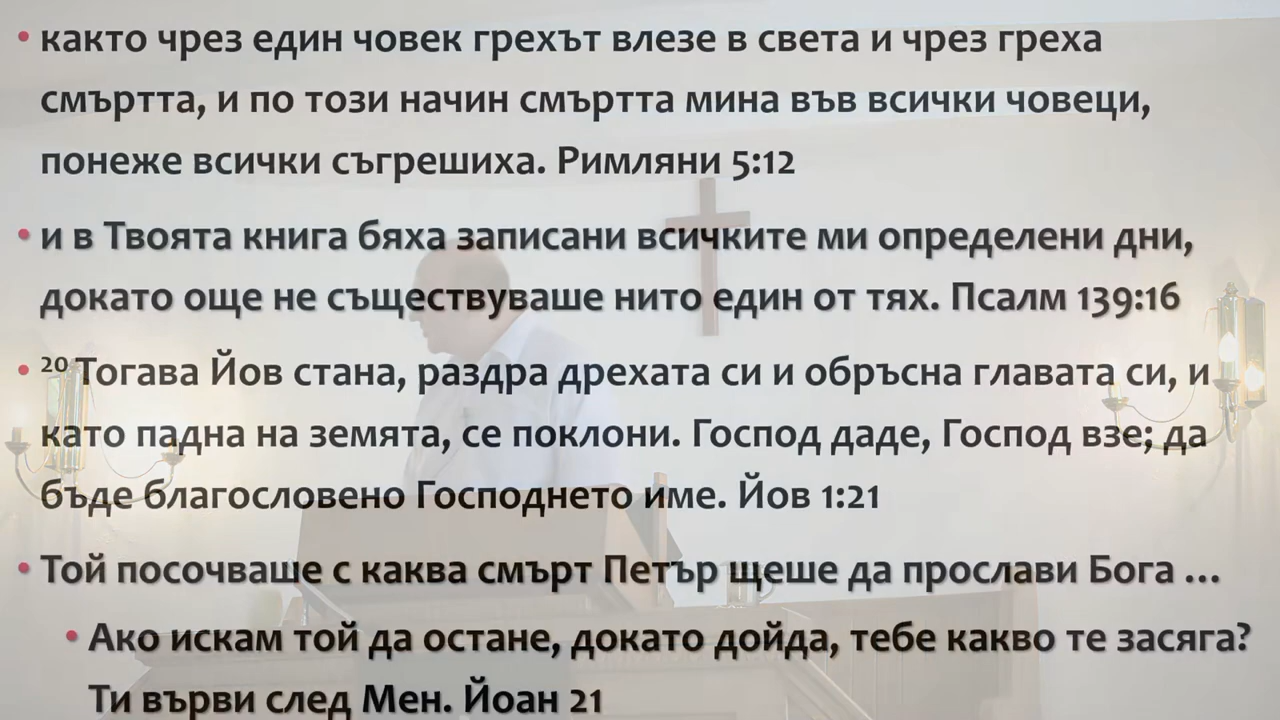 • както чрез един човек грехът влезе в света и чрез греха
смъртта, и по този начин смъртта мина във всички човеци,
понеже всички съгрешиха. Римляни 5:12
• и в Твоята книга бяха записани всичките ми определени дни,
докато още не съществуваше нито един от тях. Псалм 139:16
• ²⁰ Тогава Йов стана, раздра дрехата си и обръсна главата си, и
като падна на земята, се поклони. Господ даде, Господ взе; да
бъде благословено Господнето име. Йов 1:21
• Той посочваше с каква смърт Петър щеше да прослави Бога ...
• Ако искам той да остане, докато дойда, тебе какво те засяга?
Ти върви след Мен. Йоан 21